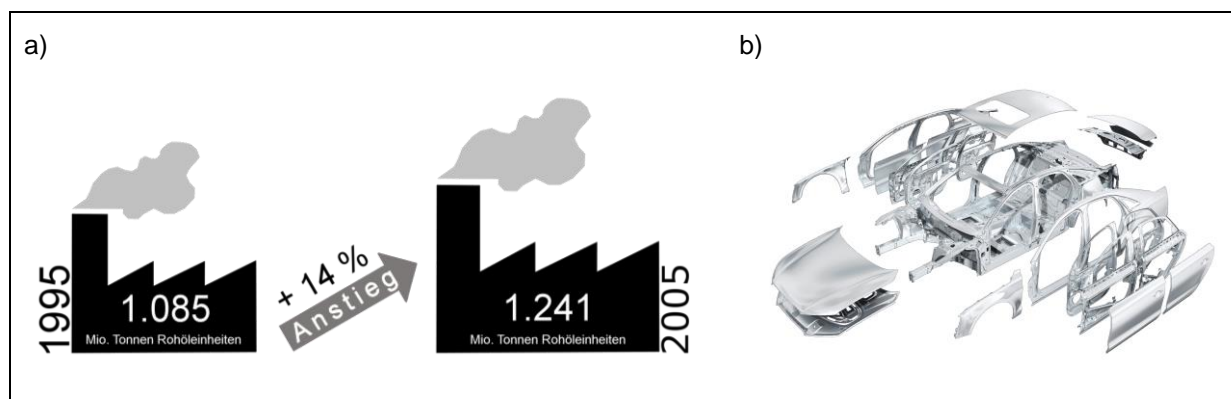 a)
b)
1995
1.085
Mio. Tonnen Rohöleinheiten
+ 14 %
Anstieg
1.241
Mio. Tonnen Rohöleinheiten
2005